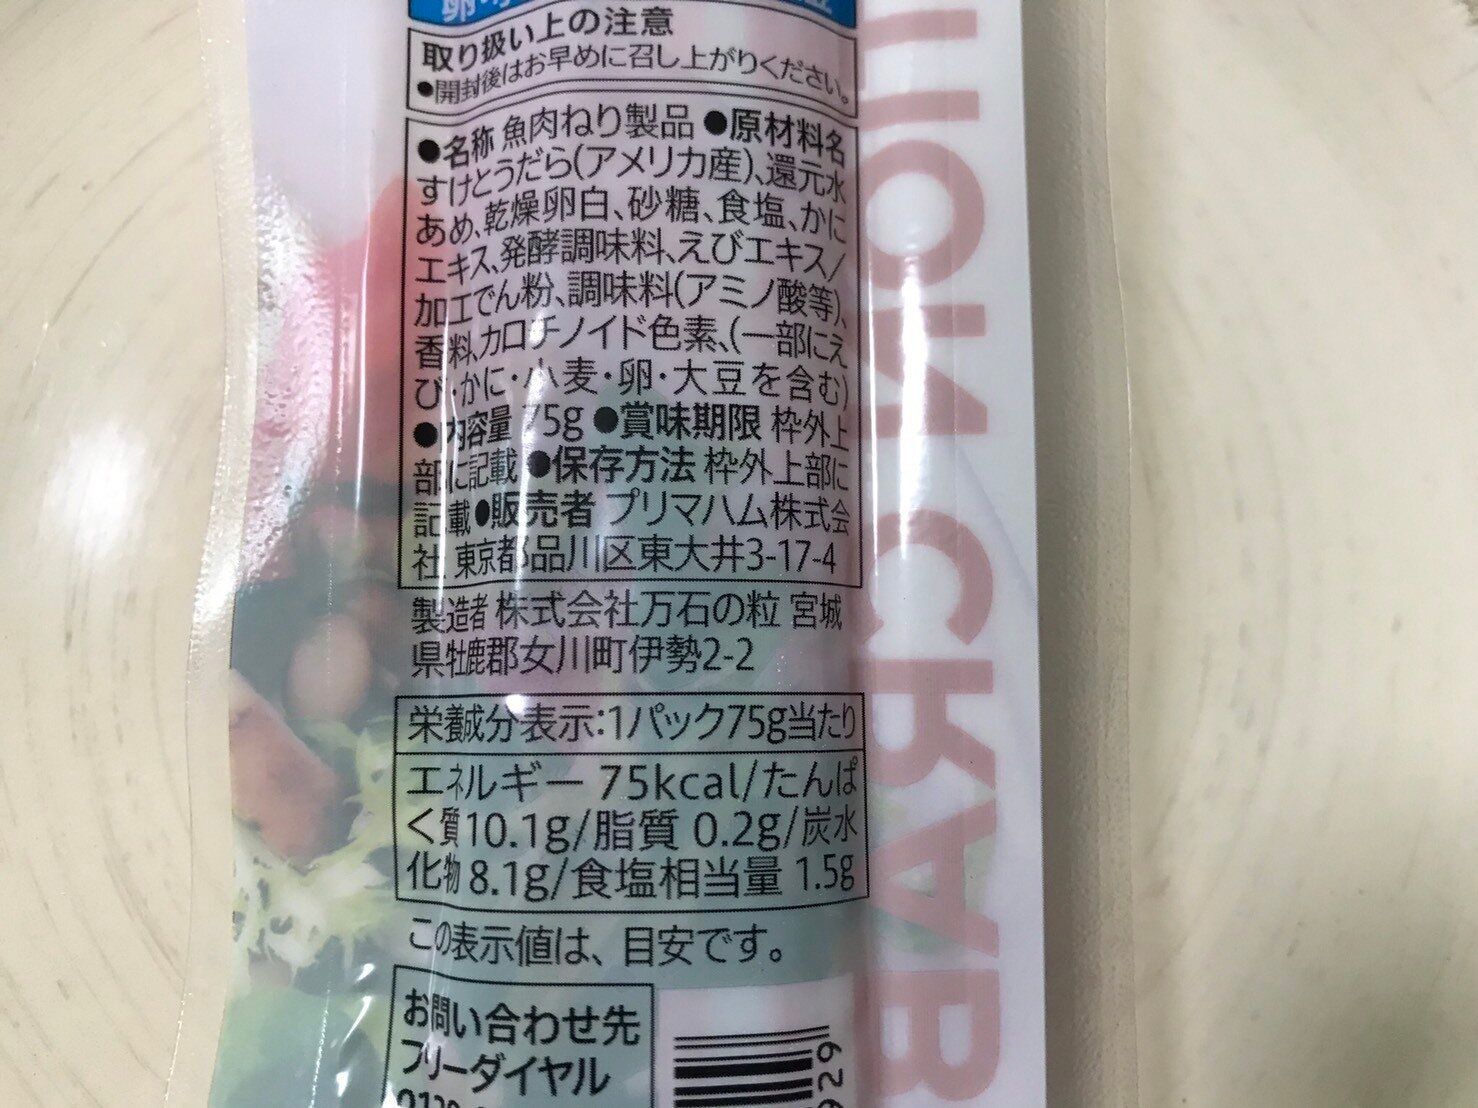 取り扱い上の注意
●開封後はお早めに召し上がりください。
●名称 魚肉ねり製品 ●原材料名
すけとうだら(アメリカ産)、還元水
あめ、乾燥卵白、砂糖、食塩、かに
エキス、発酵調味料、えびエキス/
加工でん粉、調味料(アミノ酸等)、
香料、カロチノイド色素、(一部にえ
び・かに・小麦・卵・大豆を含む)
●内容量 75g ●賞味期限 枠外上
部に記載 ●保存方法 枠外上部に
記載 ●販売者 プリマハム株式会
社 東京都品川区東大井3-17-4
製造者 株式会社万石の粒 宮城
県牡鹿郡女川町伊勢2-2
栄養成分表示:1パック75g当たり
エネルギー 75kcal/たんぱ
く質10.1g/脂質 0.2g/炭水
化物 8.1g/食塩相当量 1.5g
この表示値は、目安です。
お問い合わせ先
フリーダイヤル
0120
929
CRAB